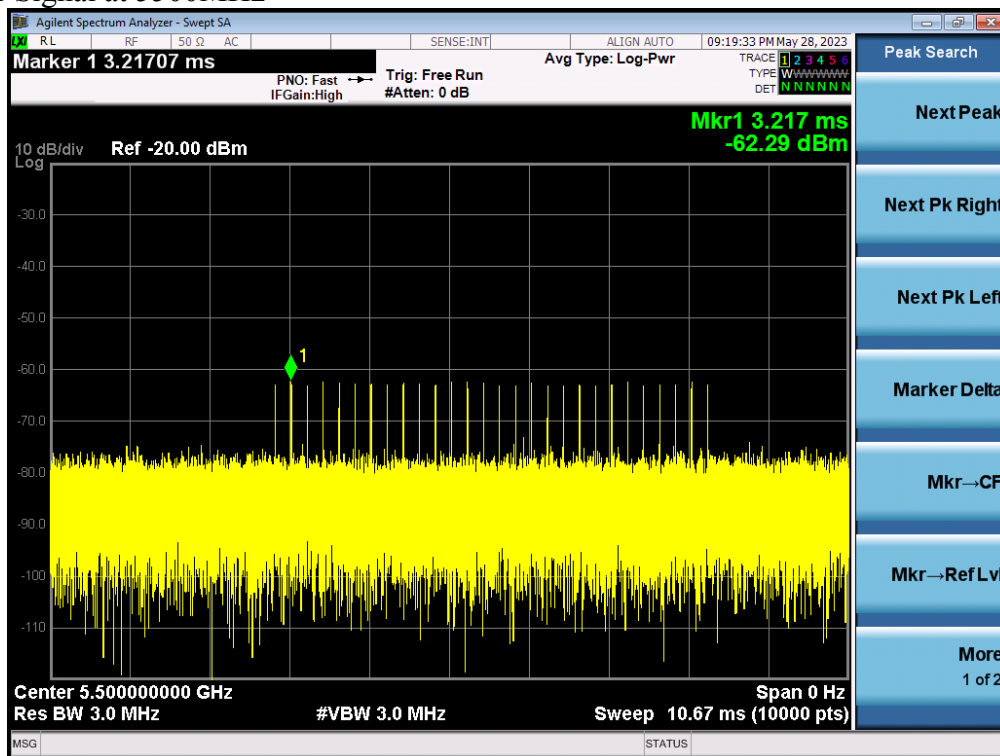 Signal at 5500MHz
Agilent Spectrum Analyzer - Swept SA
LXI RL RF 50 Ω AC SENSE:INT ALIGN AUTO 09:19:33 PM May 28, 2023
Marker 1 3.21707 ms
PNO: Fast
IFGain:High
Trig: Free Run
#Atten: 0 dB
Avg Type: Log-Pwr
TRACE 1 2 3 4 5 6
TYPE W
DET N N N N N N
Mkr1 3.217 ms
-62.29 dBm
10 dB/div Ref -20.00 dBm
Log
-30.0
-40.0
-50.0
1
-60.0
-70.0
-80.0
-90.0
-100
-110
Center 5.500000000 GHz Span 0 Hz
Res BW 3.0 MHz #VBW 3.0 MHz Sweep 10.67 ms (10000 pts)
MSG STATUS
Peak Search
Next Peak
Next Pk Right
Next Pk Left
Marker Delta
Mkr→CF
Mkr→Ref Lvl
More
1 of 2